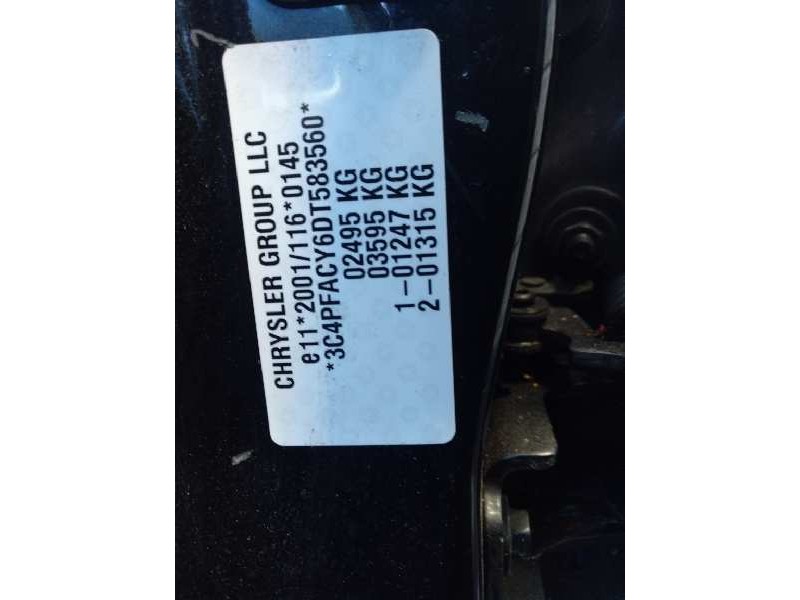 CHRYSLER GROUP LLC
e11*2001/116*0145
*3C4PFACY6DT583560*
02495 KG
03595 KG
1-01247 KG
2-01315 KG